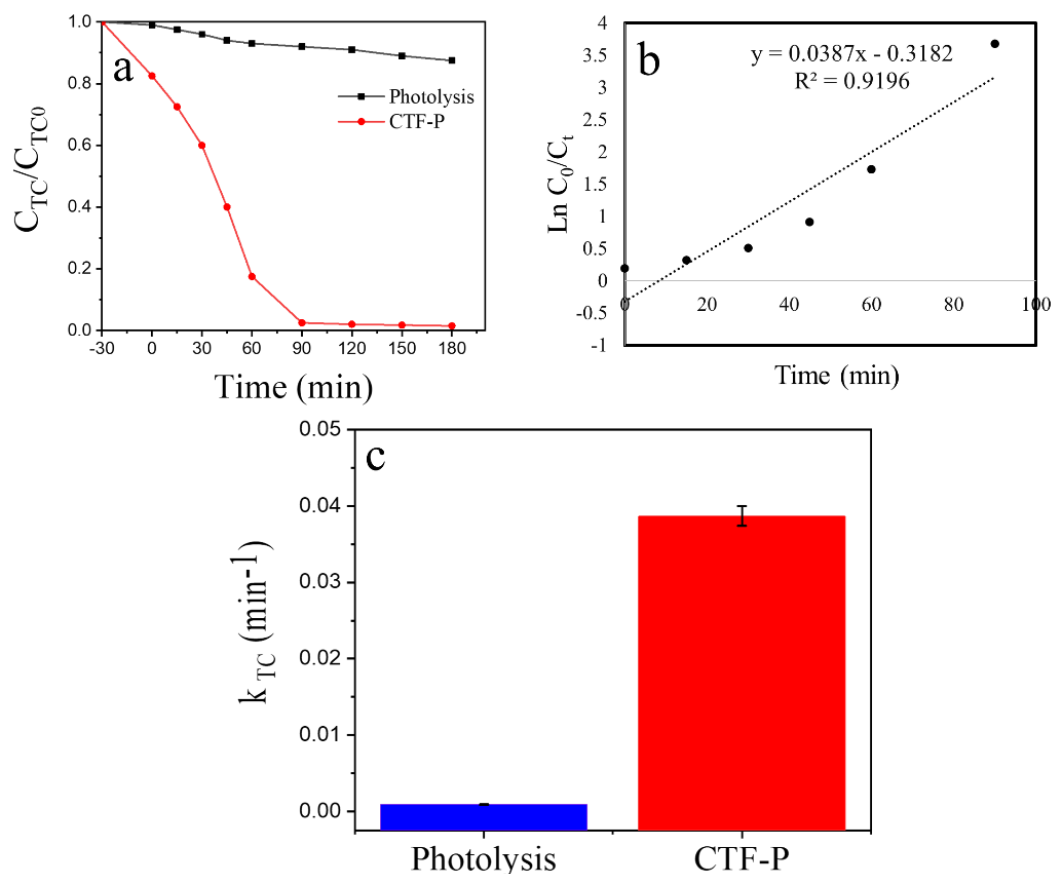 a
Photolysis
CTF-P
C_TC/C_TC0
1.0
0.8
0.6
0.4
0.2
0.0
-30 0 30 60 90 120 150 180
Time (min)
b
y = 0.0387x - 0.3182
R² = 0.9196
Ln C₀/Cₜ
4
3.5
3
2.5
2
1.5
1
0.5
0
-0.5
-1
0 20 40 60 80 100
Time (min)
c
k_TC (min-1)
0.05
0.04
0.03
0.02
0.01
0.00
Photolysis CTF-P